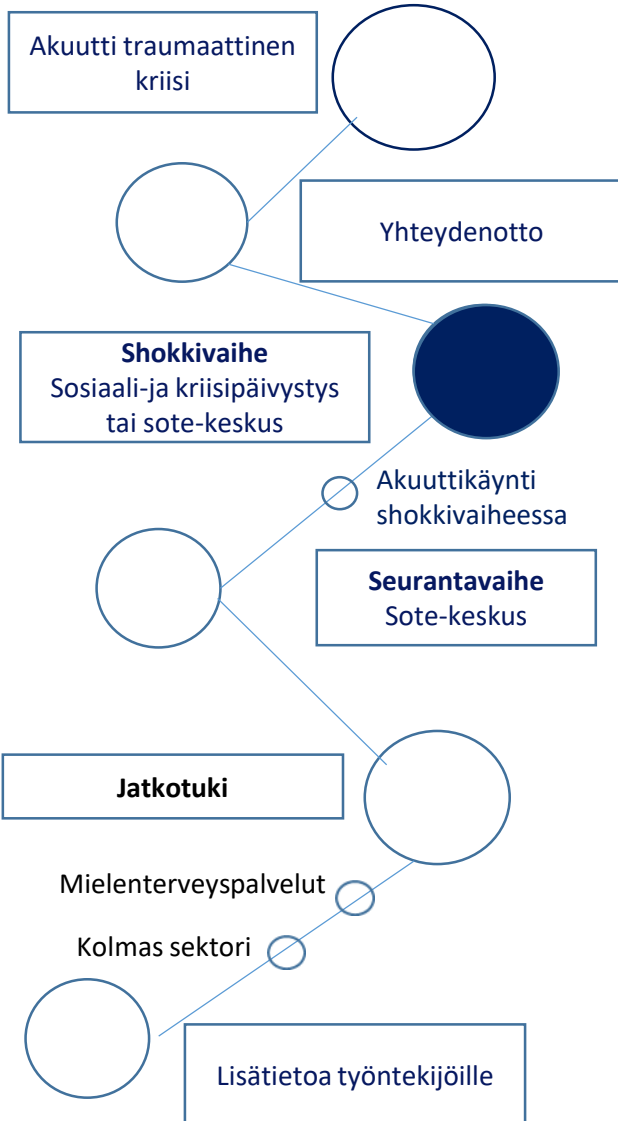 Akuutti traumaattinen
kriisi
Yhteydenotto
Shokkivaihe
Sosiaali-ja kriisipäivystys
tai sote-keskus
Akuuttikäynti
shokkivaiheessa
Seurantavaihe
Sote-keskus
Jatkotuki
Mielenterveyspalvelut
Kolmas sektori
Lisätietoa työntekijöille